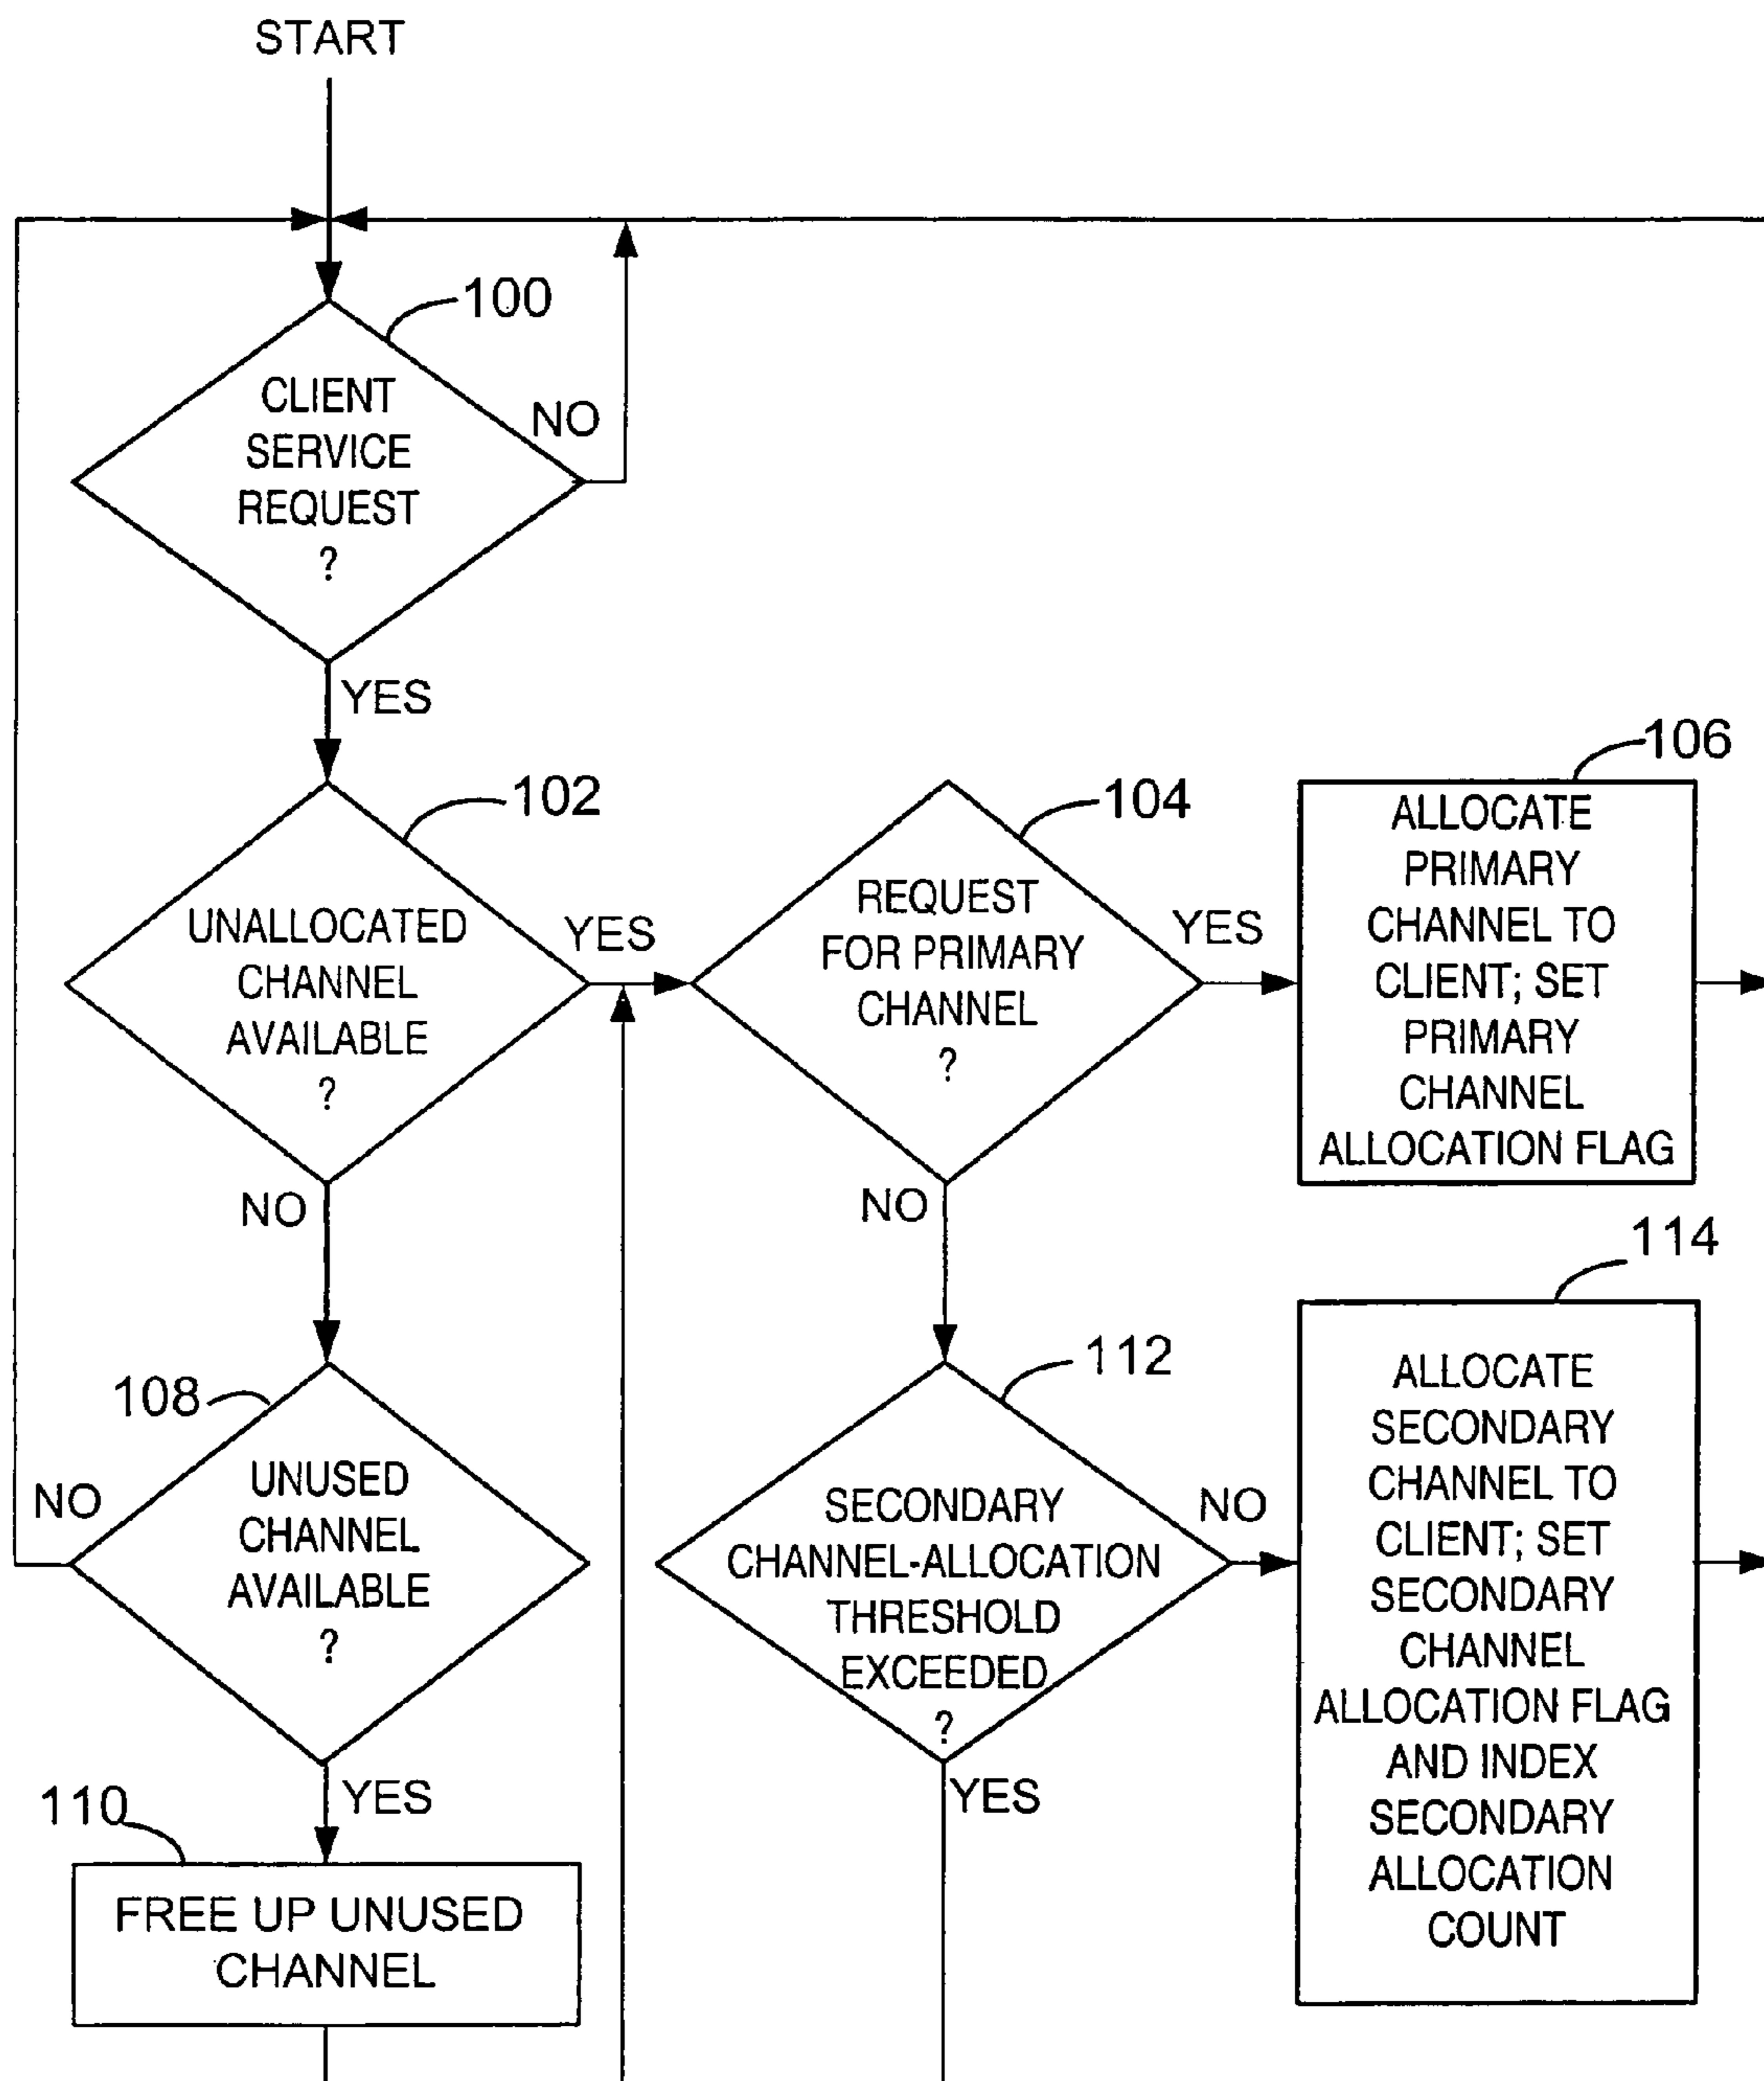 START
100
CLIENT
SERVICE
REQUEST
?
NO
YES
102
UNALLOCATED
CHANNEL
AVAILABLE
?
YES
NO
104
REQUEST
FOR PRIMARY
CHANNEL
?
YES
NO
106
ALLOCATE
PRIMARY
CHANNEL TO
CLIENT; SET
PRIMARY
CHANNEL
ALLOCATION FLAG
108
UNUSED
CHANNEL
AVAILABLE
?
NO
YES
110
FREE UP UNUSED
CHANNEL
112
SECONDARY
CHANNEL-ALLOCATION
THRESHOLD
EXCEEDED
?
NO
YES
114
ALLOCATE
SECONDARY
CHANNEL TO
CLIENT; SET
SECONDARY
CHANNEL
ALLOCATION FLAG
AND INDEX
SECONDARY
ALLOCATION
COUNT